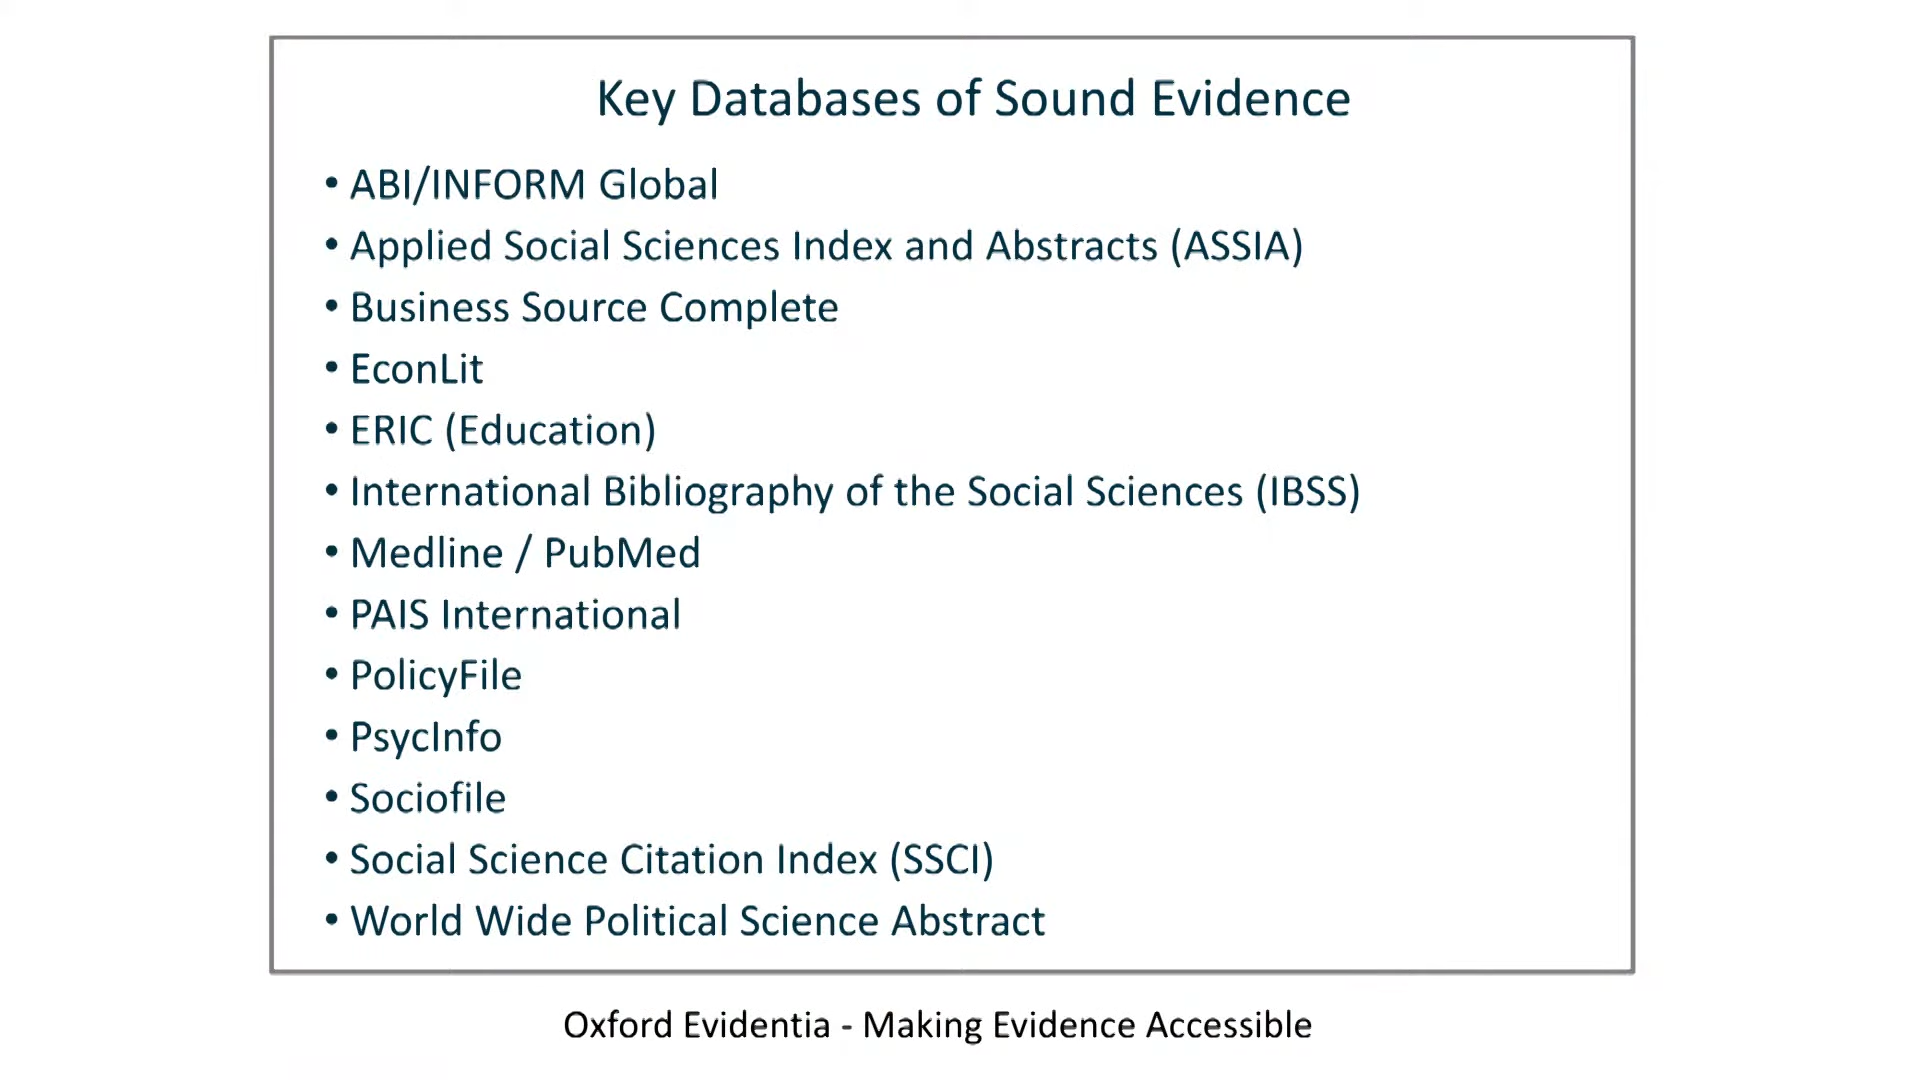 Key Databases of Sound Evidence
• ABI/INFORM Global
• Applied Social Sciences Index and Abstracts (ASSIA)
• Business Source Complete
• EconLit
• ERIC (Education)
• International Bibliography of the Social Sciences (IBSS)
• Medline / PubMed
• PAIS International
• PolicyFile
• PsycInfo
• Sociofile
• Social Science Citation Index (SSCI)
• World Wide Political Science Abstract
Oxford Evidentia - Making Evidence Accessible